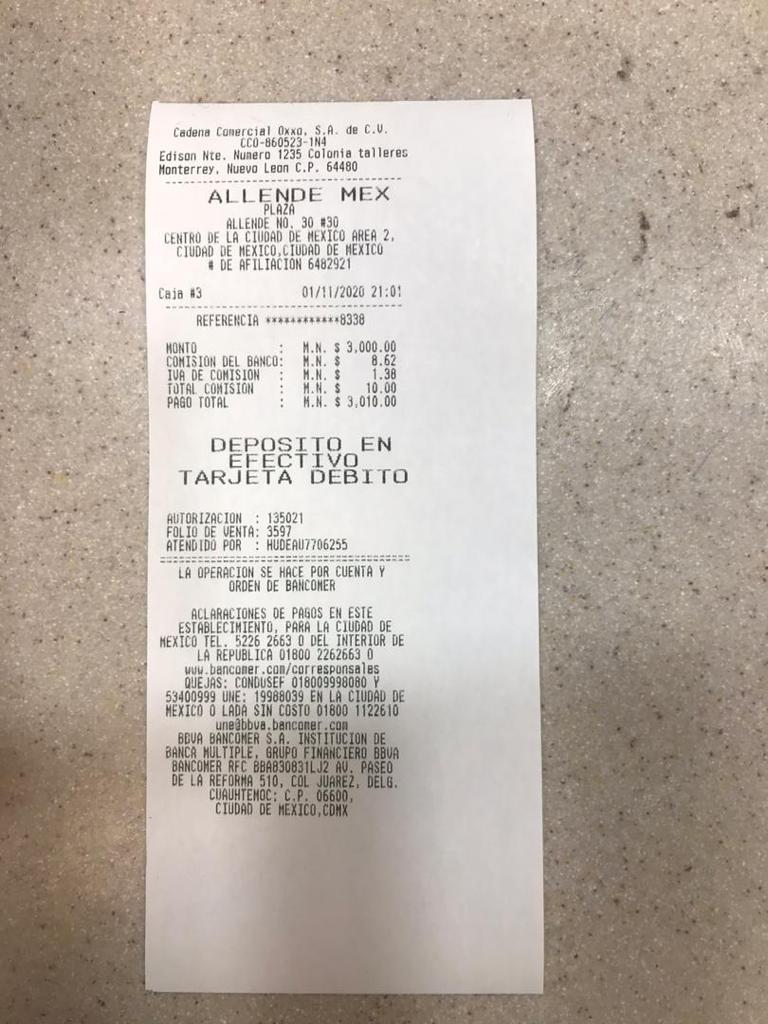 Cadena Comercial Oxxo, S.A. de C.V.
CCO-860523-1N4
Edison Nte. Numero 1235 Colonia talleres
Monterrey, Nuevo Leon C.P. 64480
ALLENDE MEX
PLAZA
ALLENDE NO. 30 #30
CENTRO DE LA CIUDAD DE MEXICO AREA 2,
CIUDAD DE MEXICO,CIUDAD DE MEXICO
# DE AFILIACION 6482921
Caja #3 01/11/2020 21:01
REFERENCIA ************8338
MONTO : M.N. $ 3,000.00
COMISION DEL BANCO: M.N. $ 8.62
IVA DE COMISION : M.N. $ 1.38
TOTAL COMISION : M.N. $ 10.00
PAGO TOTAL : M.N. $ 3,010.00
DEPOSITO EN
EFECTIVO
TARJETA DEBITO
AUTORIZACION : 135021
FOLIO DE VENTA: 3597
ATENDIDO POR : HUDEAU7706255
LA OPERACION SE HACE POR CUENTA Y
ORDEN DE BANCOMER
ACLARACIONES DE PAGOS EN ESTE
ESTABLECIMIENTO, PARA LA CIUDAD DE
MEXICO TEL. 5226 2663 O DEL INTERIOR DE
LA REPUBLICA 01800 2262663 O
www.bancomer.com/corresponsales
QUEJAS: CONDUSEF 018009998080 Y
53400999 UNE: 19988039 EN LA CIUDAD DE
MEXICO O LADA SIN COSTO 01800 1122610
une@bbva.bancomer.com
BBVA BANCOMER S.A. INSTITUCION DE
BANCA MULTIPLE, GRUPO FINANCIERO BBVA
BANCOMER RFC BBA830831LJ2 AV. PASEO
DE LA REFORMA 510, COL JUAREZ, DELG.
CUAUHTEMOC; C.P. 06600,
CIUDAD DE MEXICO,CDMX